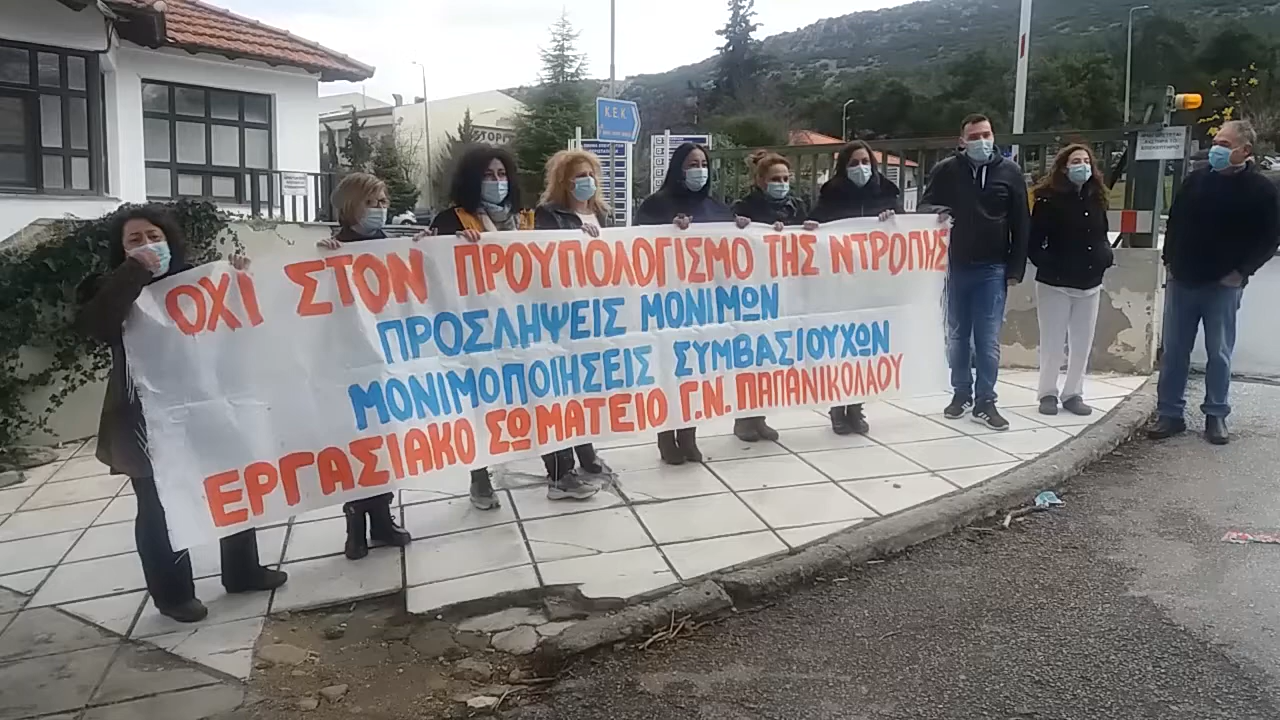 ΟΧΙ ΣΤΟΝ ΠΡΟΥΠΟΛΟΓΙΣΜΟ ΤΗΣ ΝΤΡΟΠΗΣ
ΠΡΟΣΛΗΨΕΙΣ ΜΟΝΙΜΩΝ
ΜΟΝΙΜΟΠΟΙΗΣΕΙΣ ΣΥΜΒΑΣΙΟΥΧΩΝ
ΕΡΓΑΣΙΑΚΟ ΣΩΜΑΤΕΙΟ Γ.Ν. ΠΑΠΑΝΙΚΟΛΑΟΥ
Κ.Ε.Κ.